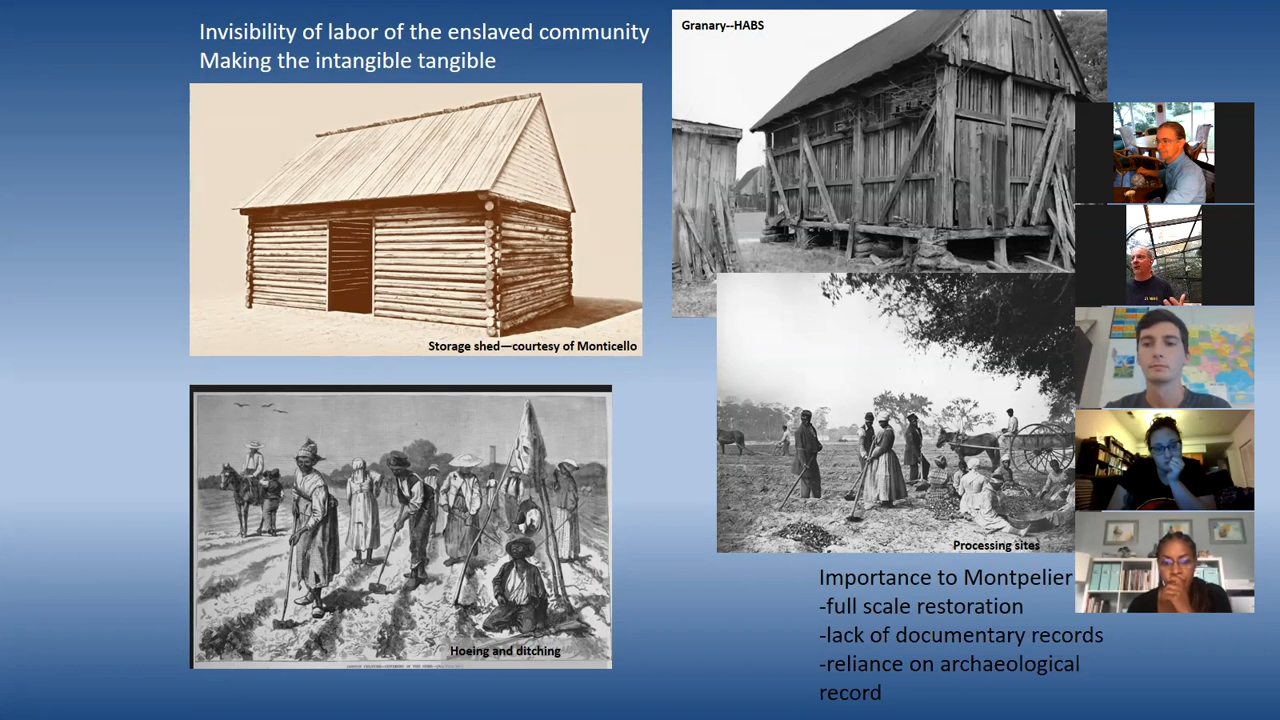 Invisibility of labor of the enslaved community
Making the intangible tangible
Granary--HABS
Storage shed—courtesy of Monticello
Hoeing and ditching
Processing sites
Importance to Montpelier
-full scale restoration
-lack of documentary records
-reliance on archaeological
record